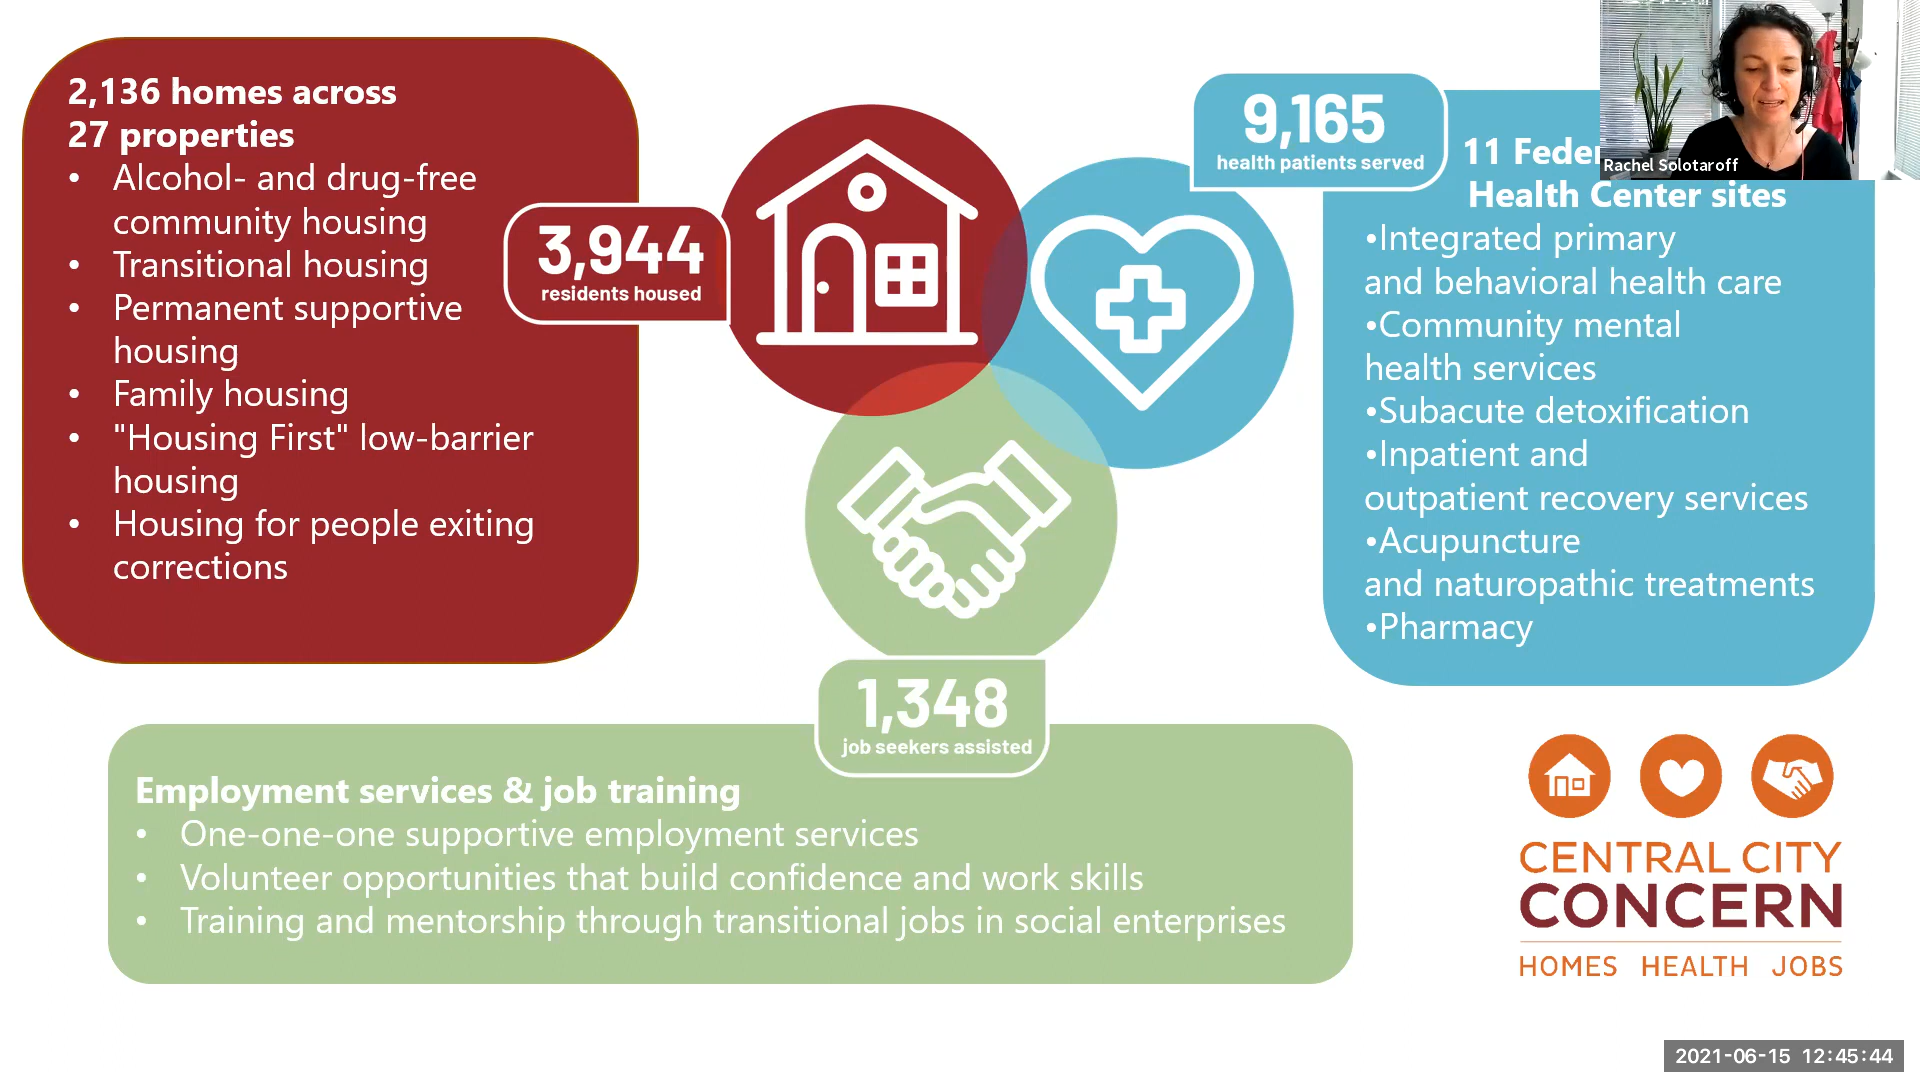 2,136 homes across
27 properties
• Alcohol- and drug-free
community housing
• Transitional housing
• Permanent supportive
housing
• Family housing
• "Housing First" low-barrier
housing
• Housing for people exiting
corrections
3,944
residents housed
9,165
health patients served
11
Health Center sites
•Integrated primary
and behavioral health care
•Community mental
health services
•Subacute detoxification
•Inpatient and
outpatient recovery services
•Acupuncture
and naturopathic treatments
•Pharmacy
Rachel Solotaroff
1,348
job seekers assisted
Employment services & job training
• One-one-one supportive employment services
• Volunteer opportunities that build confidence and work skills
• Training and mentorship through transitional jobs in social enterprises
CENTRAL CITY
CONCERN
HOMES HEALTH JOBS
2021-06-15 12:45:44